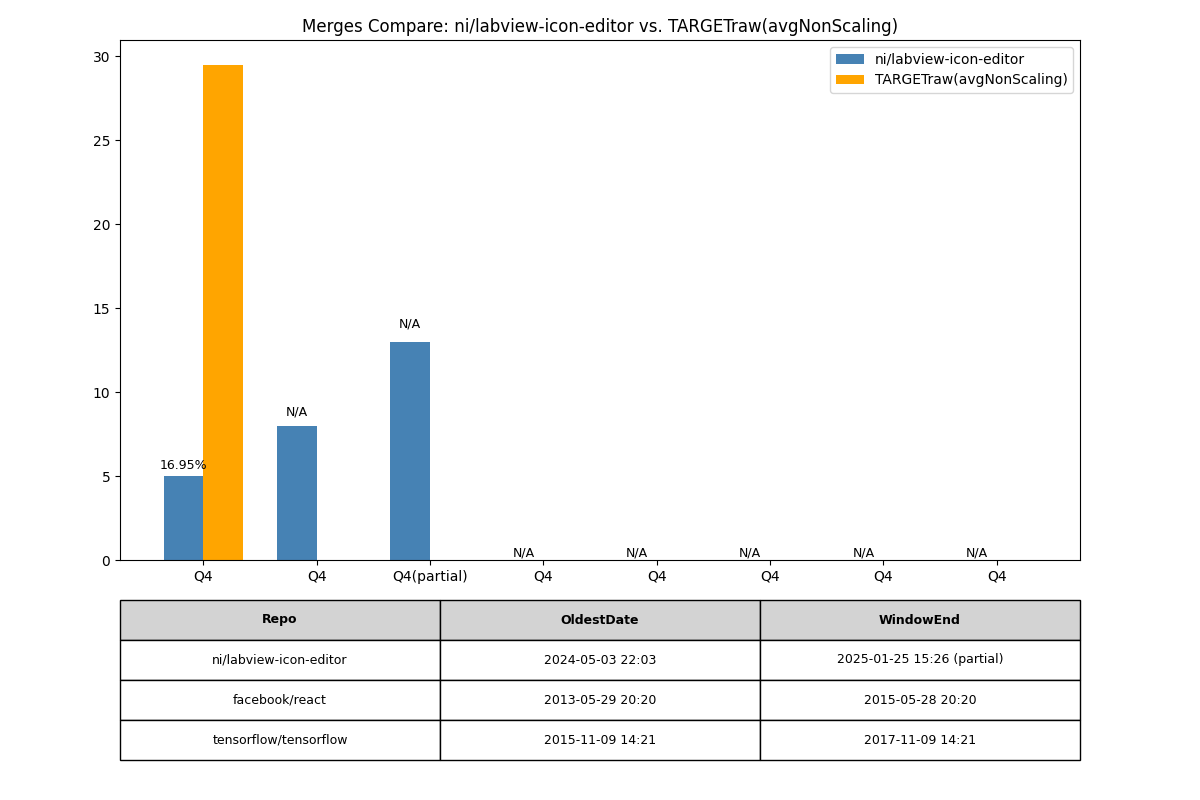 Merges Compare: ni/labview-icon-editor vs. TARGETraw(avgNonScaling)
ni/labview-icon-editor
TARGETraw(avgNonScaling)
30
25
20
15
10
5
0
16.95%
N/A
N/A
N/A
N/A
N/A
N/A
N/A
Q4
Q4
Q4(partial)
Q4
Q4
Q4
Q4
Q4
Repo OldestDate WindowEnd
ni/labview-icon-editor 2024-05-03 22:03 2025-01-25 15:26 (partial)
facebook/react 2013-05-29 20:20 2015-05-28 20:20
tensorflow/tensorflow 2015-11-09 14:21 2017-11-09 14:21